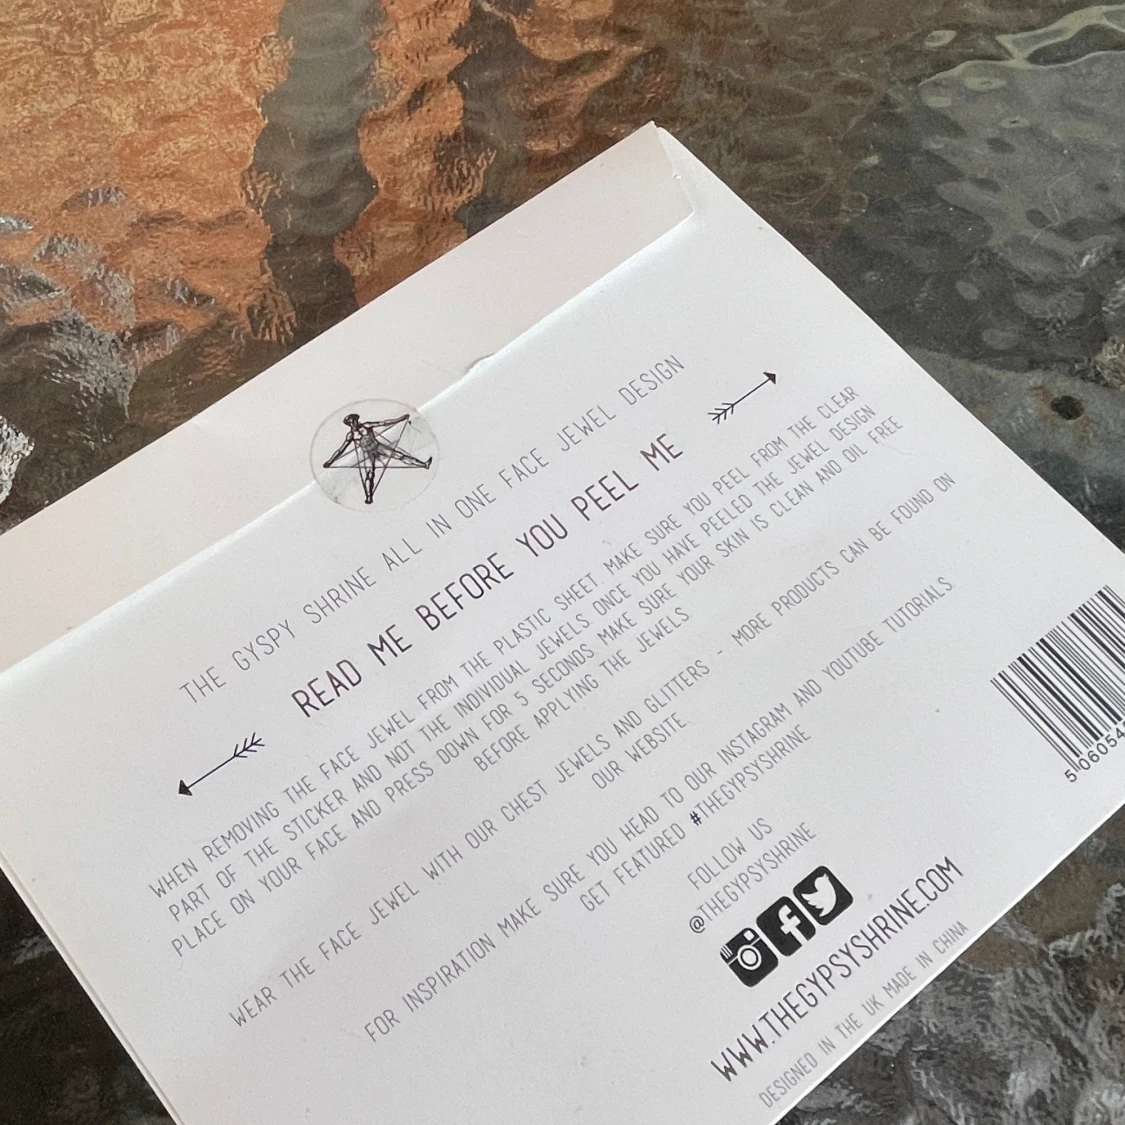 THE GYSPY SHRINE ALL IN ONE FACE JEWEL DESIGN
READ ME BEFORE YOU PEEL ME
WHEN REMOVING THE FACE JEWEL FROM THE PLASTIC SHEET. MAKE SURE YOU PEEL FROM THE CLEAR
PART OF THE STICKER AND NOT THE INDIVIDUAL JEWELS ONCE YOU HAVE PEELED THE JEWEL DESIGN
PLACE ON YOUR FACE AND PRESS DOWN FOR 5 SECONDS. MAKE SURE YOUR SKIN IS CLEAN AND OIL FREE
BEFORE APPLYING THE JEWELS.
WEAR THE FACE JEWEL WITH OUR CHEST JEWELS AND GLITTERS - MORE PRODUCTS CAN BE FOUND ON
OUR WEBSITE.
FOR INSPIRATION MAKE SURE YOU HEAD TO OUR INSTAGRAM AND YOUTUBE TUTORIALS.
GET FEATURED #THEGYPSYSHRINE
FOLLOW US
@THEGYPSYSHRINE
WWW.THEGYPSYSHRINE.COM
DESIGNED IN THE UK MADE IN CHINA
5 06054